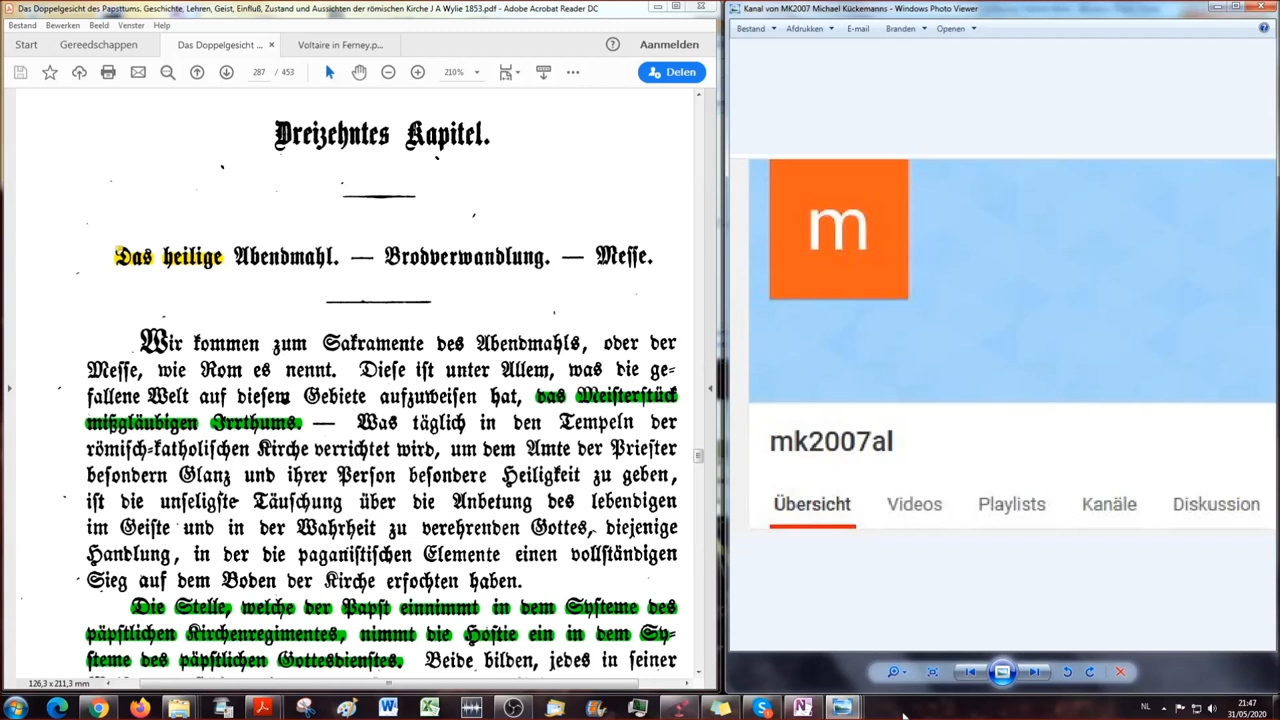 Das Doppelgesicht des Papsttums. Geschichte, Lehren, Geist, Einfluß, Zustand und Aussichten der römischen Kirche J A Wylie 1853.pdf - Adobe Acrobat Reader DC
Bestand Bewerken Beeld Venster Help
Start Gereedschappen Das Doppelgesicht ... × Voltaire in Ferney.p... Aanmelden
287 / 453 210% Delen
Dreizehntes Kapitel.
Das heilige Abendmahl. — Brodverwandlung. — Messe.
Wir kommen zum Sakramente des Abendmahls, oder der
Messe, wie Rom es nennt. Diese ist unter Allem, was die ge-
fallene Welt auf diesem Gebiete aufzuweisen hat, das Meisterstück
mißgläubigen Irrthums. — Was täglich in den Tempeln der
römisch-katholischen Kirche verrichtet wird, um dem Amte der Priester
besondern Glanz und ihrer Person besondere Heiligkeit zu geben,
ist die unseligste Täuschung über die Anbetung des lebendigen
im Geiste und in der Wahrheit zu verehrenden Gottes, diejenige
Handlung, in der die paganistischen Elemente einen vollständigen
Sieg auf dem Boden der Kirche erfochten haben.
Die Stelle, welche der Papst einnimmt in dem Systeme des
päpstlichen Kirchenregimentes, nimmt die Hostie ein in dem Sy-
steme des päpstlichen Gottesdienstes. Beide bilden, jedes in seiner
126,3 x 211,3 mm
Kanal von MK2007 Michael Kückemanns - Windows Photo Viewer
Bestand Afdrukken E-mail Branden Openen
m
mk2007al
Übersicht Videos Playlists Kanäle Diskussion
NL 21:47
31/05/2020